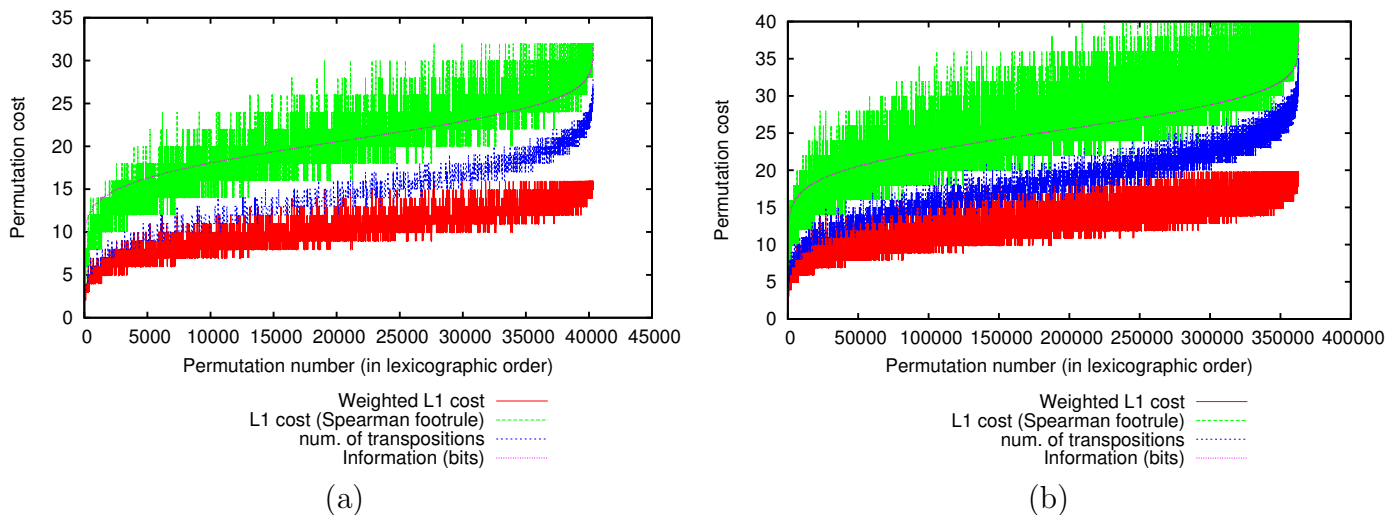 35
30
25
20
15
10
5
0
Permutation cost
0 5000 10000 15000 20000 25000 30000 35000 40000 45000
Permutation number (in lexicographic order)
Weighted L1 cost
L1 cost (Spearman footrule)
num. of transpositions
Information (bits)
(a)
40
35
30
25
20
15
10
5
0
Permutation cost
0 50000 100000 150000 200000 250000 300000 350000 400000
Permutation number (in lexicographic order)
Weighted L1 cost
L1 cost (Spearman footrule)
num. of transpositions
Information (bits)
(b)